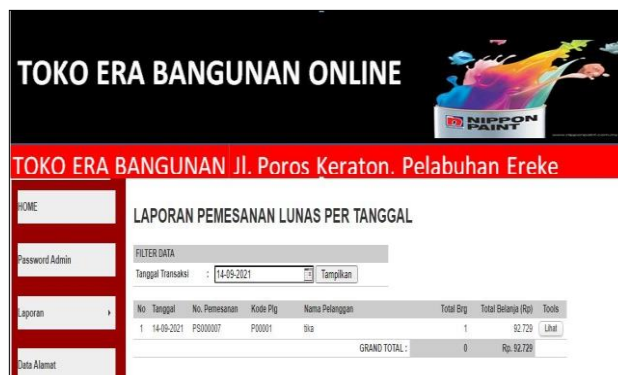 TOKO ERA BANGUNAN ONLINE
NIPPON
PAINT
TOKO ERA BANGUNAN Jl. Poros Keraton. Pelabuhan Ereke
HOME
Password Admin
Laporan
Data Alamat
LAPORAN PEMESANAN LUNAS PER TANGGAL
FILTER DATA
Tanggal Transaksi : 14-09-2021 Tampilkan
No Tanggal No. Pemesanan Kode Plg Nama Pelanggan Total Brg Total Belanja (Rp) Tools
1 14-09-2021 PS000007 P00001 tika 1 92.729 Lihat
GRAND TOTAL : 0 Rp. 92.729